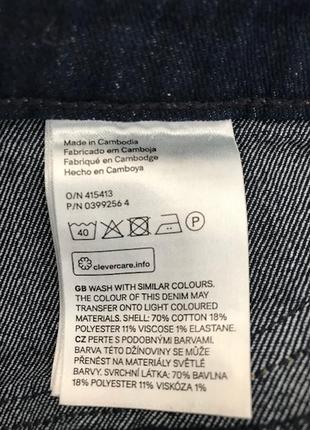 Made in Cambodia
Fabricado em Camboja
Fabriqué en Cambodge
Hecho en Camboya
O/N 415413
P/N 0399256 4
40 P
clevercare.info
GB WASH WITH SIMILAR COLOURS.
THE COLOUR OF THIS DENIM MAY
TRANSFER ONTO LIGHT COLOURED
MATERIALS. SHELL: 70% COTTON 18%
POLYESTER 11% VISCOSE 1% ELASTANE.
CZ PERTE S PODOBNÝMI BARVAMI.
BARVA TÉTO DŽÍNOVINY SE MŮŽE
PŘENÉST NA MATERIÁLY SVĚTLÉ
BARVY. SVRCHNÍ LÁTKA: 70% BAVLNA
18% POLYESTER 11% VISKÓZA 1%